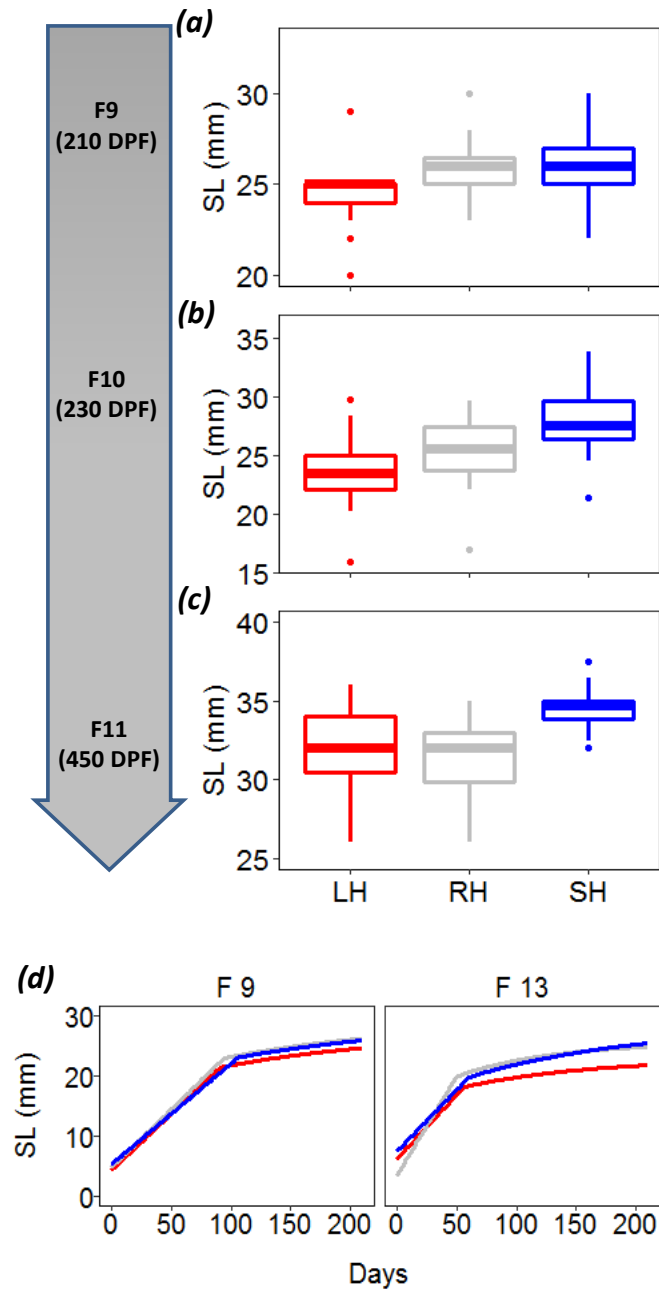 (a)
F9
(210 DPF)
SL (mm)
30
25
20
(b)
F10
(230 DPF)
SL (mm)
35
30
25
20
15
(c)
F11
(450 DPF)
SL (mm)
40
35
30
25
LH RH SH
(d)
F 9 F 13
SL (mm)
30
20
10
0
0 50 100 150 200 0 50 100 150 200
Days